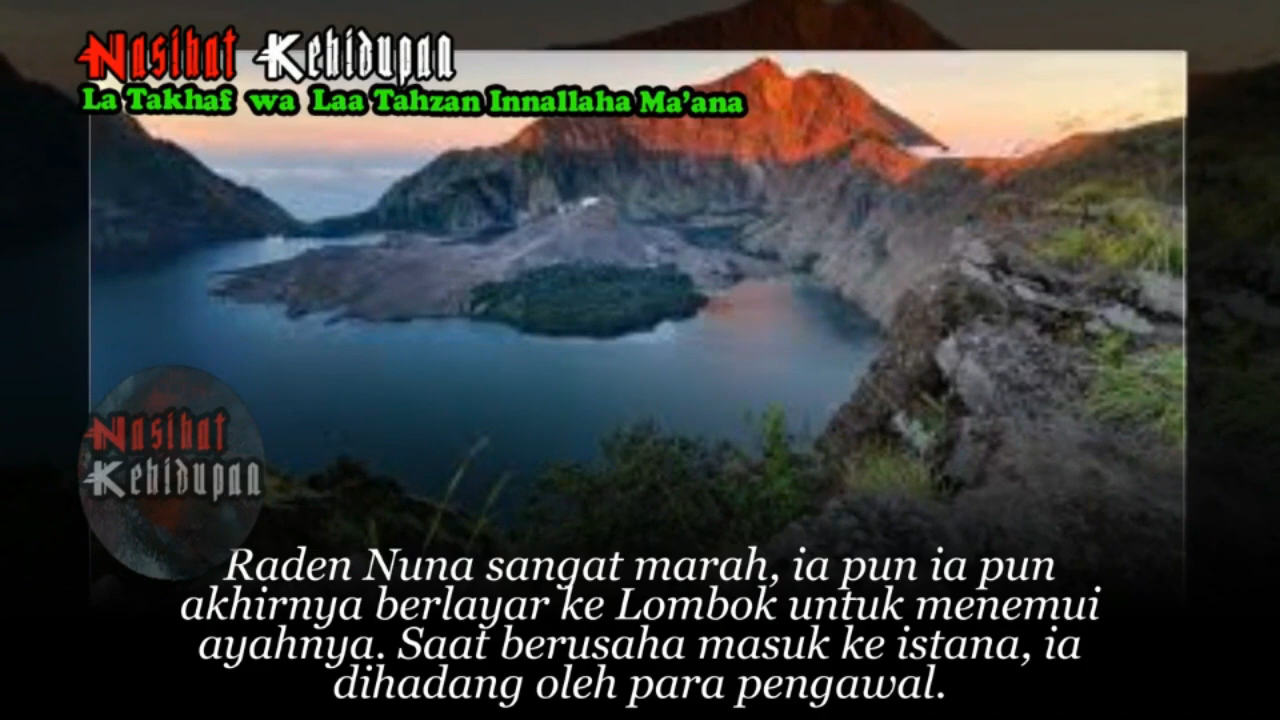 Nasihat Kehidupan
La Takhaf wa Laa Tahzan Innallaha Ma'ana
Nasihat
Kehidupan
Raden Nuna sangat marah, ia pun ia pun
akhirnya berlayar ke Lombok untuk menemui
ayahnya. Saat berusaha masuk ke istana, ia
dihadang oleh para pengawal.